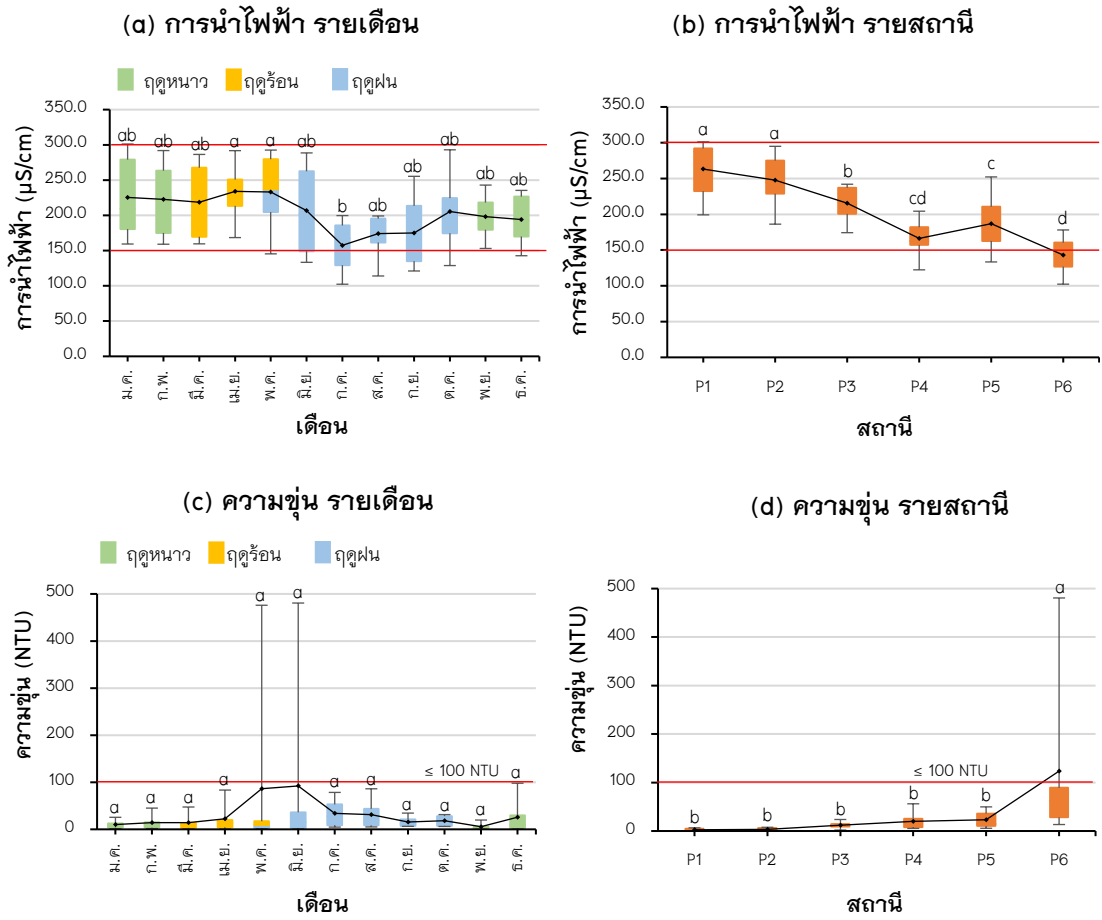 (a) การนำไฟฟ้า รายเดือน
ฤดูหนาว ฤดูร้อน ฤดูฝน
350.0
300.0
250.0
200.0
150.0
100.0
50.0
0.0
การนำไฟฟ้า (µS/cm)
ab ab ab a a ab b ab ab ab ab ab
ม.ค. ก.พ. มี.ค. เม.ย. พ.ค. มิ.ย. ก.ค. ส.ค. ก.ย. ต.ค. พ.ย. ธ.ค.
เดือน
(b) การนำไฟฟ้า รายสถานี
350.0
300.0
250.0
200.0
150.0
100.0
50.0
0.0
การนำไฟฟ้า (µS/cm)
a a b cd c d
P1 P2 P3 P4 P5 P6
สถานี
(c) ความขุ่น รายเดือน
ฤดูหนาว ฤดูร้อน ฤดูฝน
500
400
300
200
100
0
ความขุ่น (NTU)
≤ 100 NTU
a a a a a a a a a a a a
ม.ค. ก.พ. มี.ค. เม.ย. พ.ค. มิ.ย. ก.ค. ส.ค. ก.ย. ต.ค. พ.ย. ธ.ค.
เดือน
(d) ความขุ่น รายสถานี
500
400
300
200
100
0
ความขุ่น (NTU)
≤ 100 NTU
b b b b b a
P1 P2 P3 P4 P5 P6
สถานี